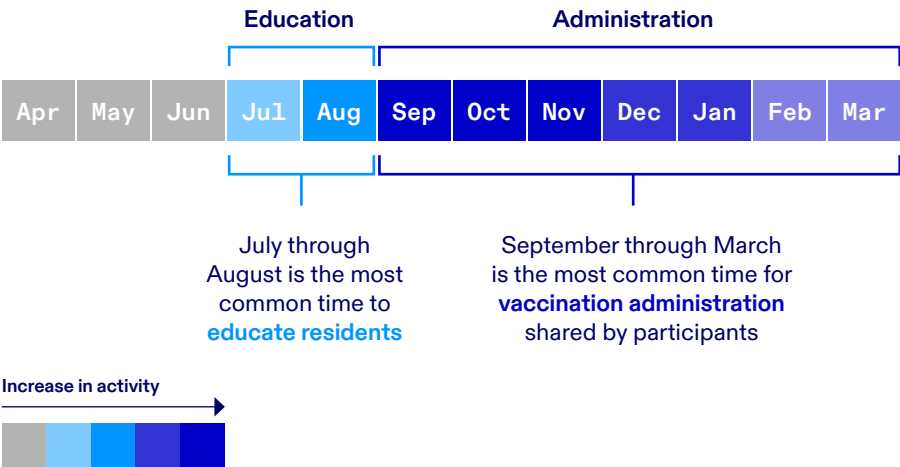 Education Administration
Apr May Jun Jul Aug Sep Oct Nov Dec Jan Feb Mar
July through
August is the most
common time to
educate residents
September through March
is the most common time for
vaccination administration
shared by participants
Increase in activity